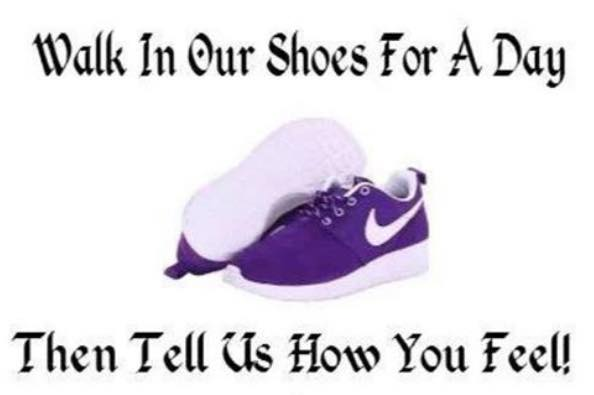 Walk In Our Shoes For A Day
Then Tell Us How You Feel!